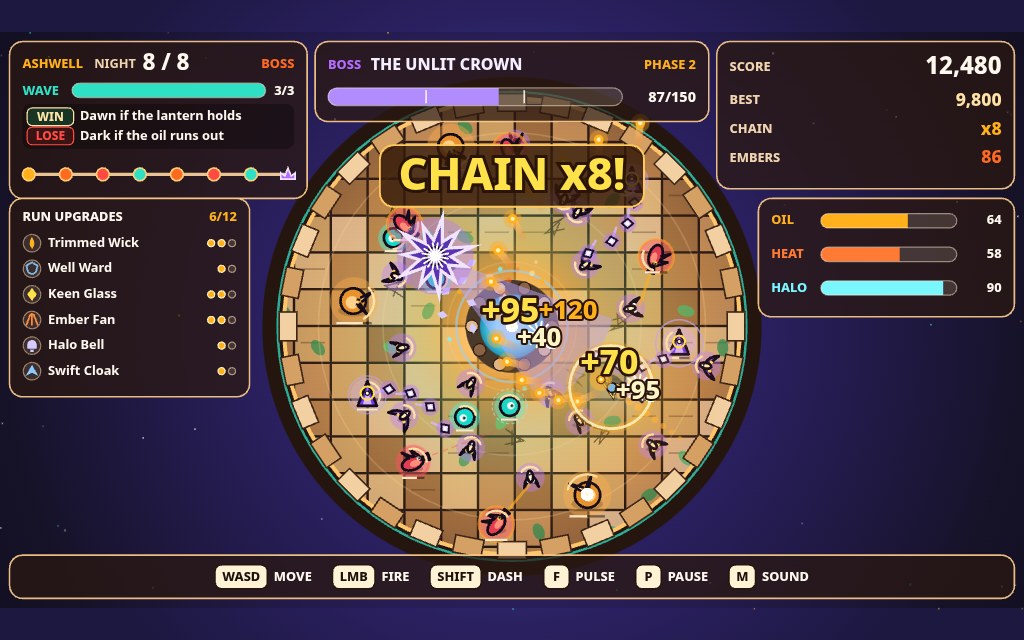 ASHWELL NIGHT 8 / 8 BOSS
WAVE 3/3
WIN Dawn if the lantern holds
LOSE Dark if the oil runs out
BOSS THE UNLIT CROWN PHASE 2
87/150
SCORE 12,480
BEST 9,800
CHAIN x8
EMBERS 86
CHAIN x8!
RUN UPGRADES 6/12
Trimmed Wick
Well Ward
Keen Glass
Ember Fan
Halo Bell
Swift Cloak
OIL 64
HEAT 58
HALO 90
+95 +120
+40
+70
+95
WASD MOVE LMB FIRE SHIFT DASH F PULSE P PAUSE M SOUND